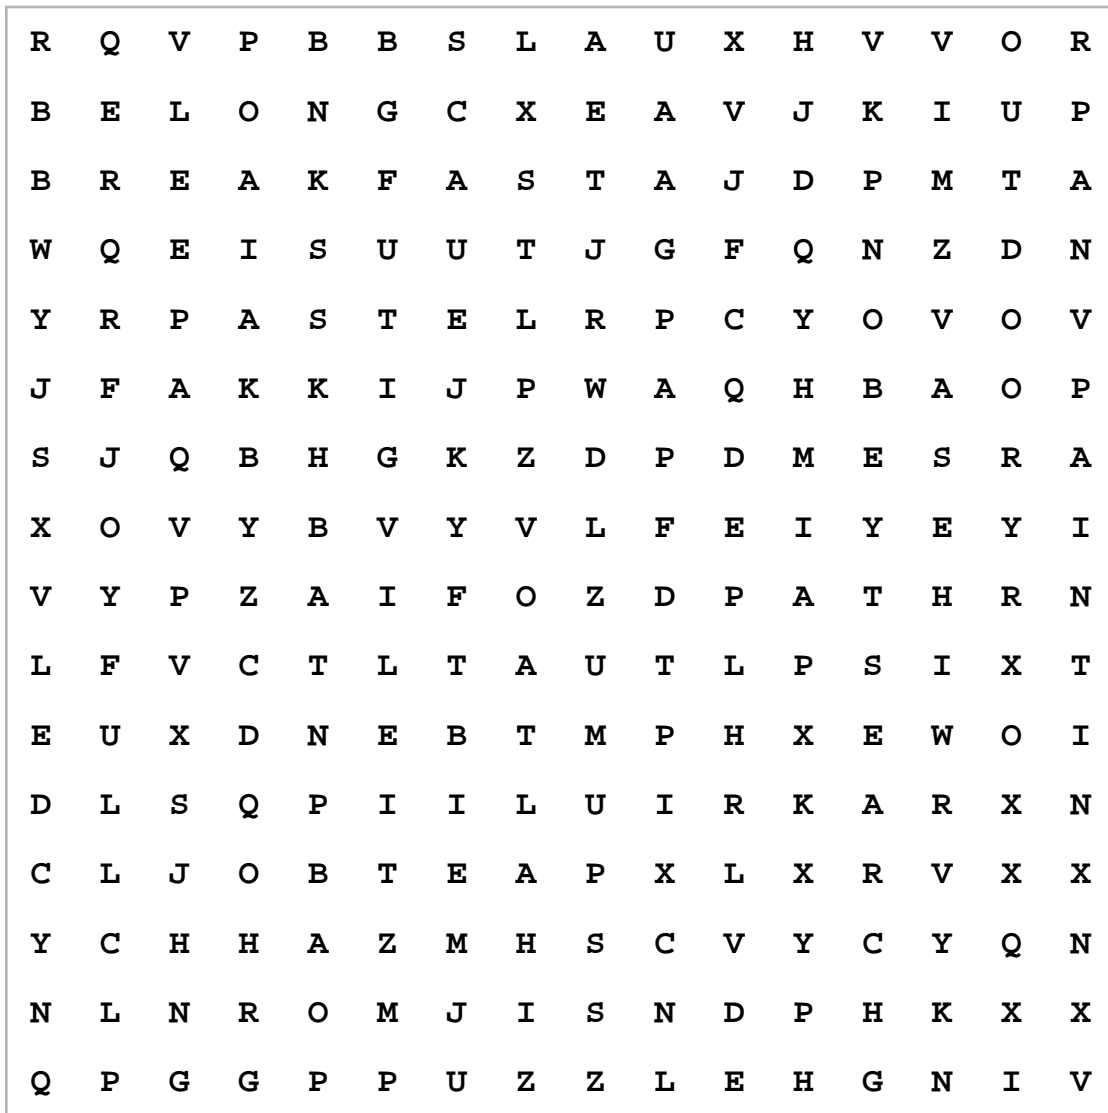 R Q V P B B S L A U X H V V O R
B E L O N G C X E A V J K I U P
B R E A K F A S T A J D P M T A
W Q E I S U U T J G F Q N Z D N
Y R P A S T E L R P C Y O V O V
J F A K K I J P W A Q H B A O P
S J Q B H G K Z D P D M E S R A
X O V Y B V Y V L F E I Y E Y I
V Y P Z A I F O Z D P A T H R N
L F V C T L T A U T L P S I X T
E U X D N E B T M P H X E W O I
D L S Q P I I L U I R K A R X N
C L J O B T E A P X L X R V X X
Y C H H A Z M H S C V Y C Y Q N
N L N R O M J I S N D P H K X X
Q P G G P P U Z Z L E H G N I V